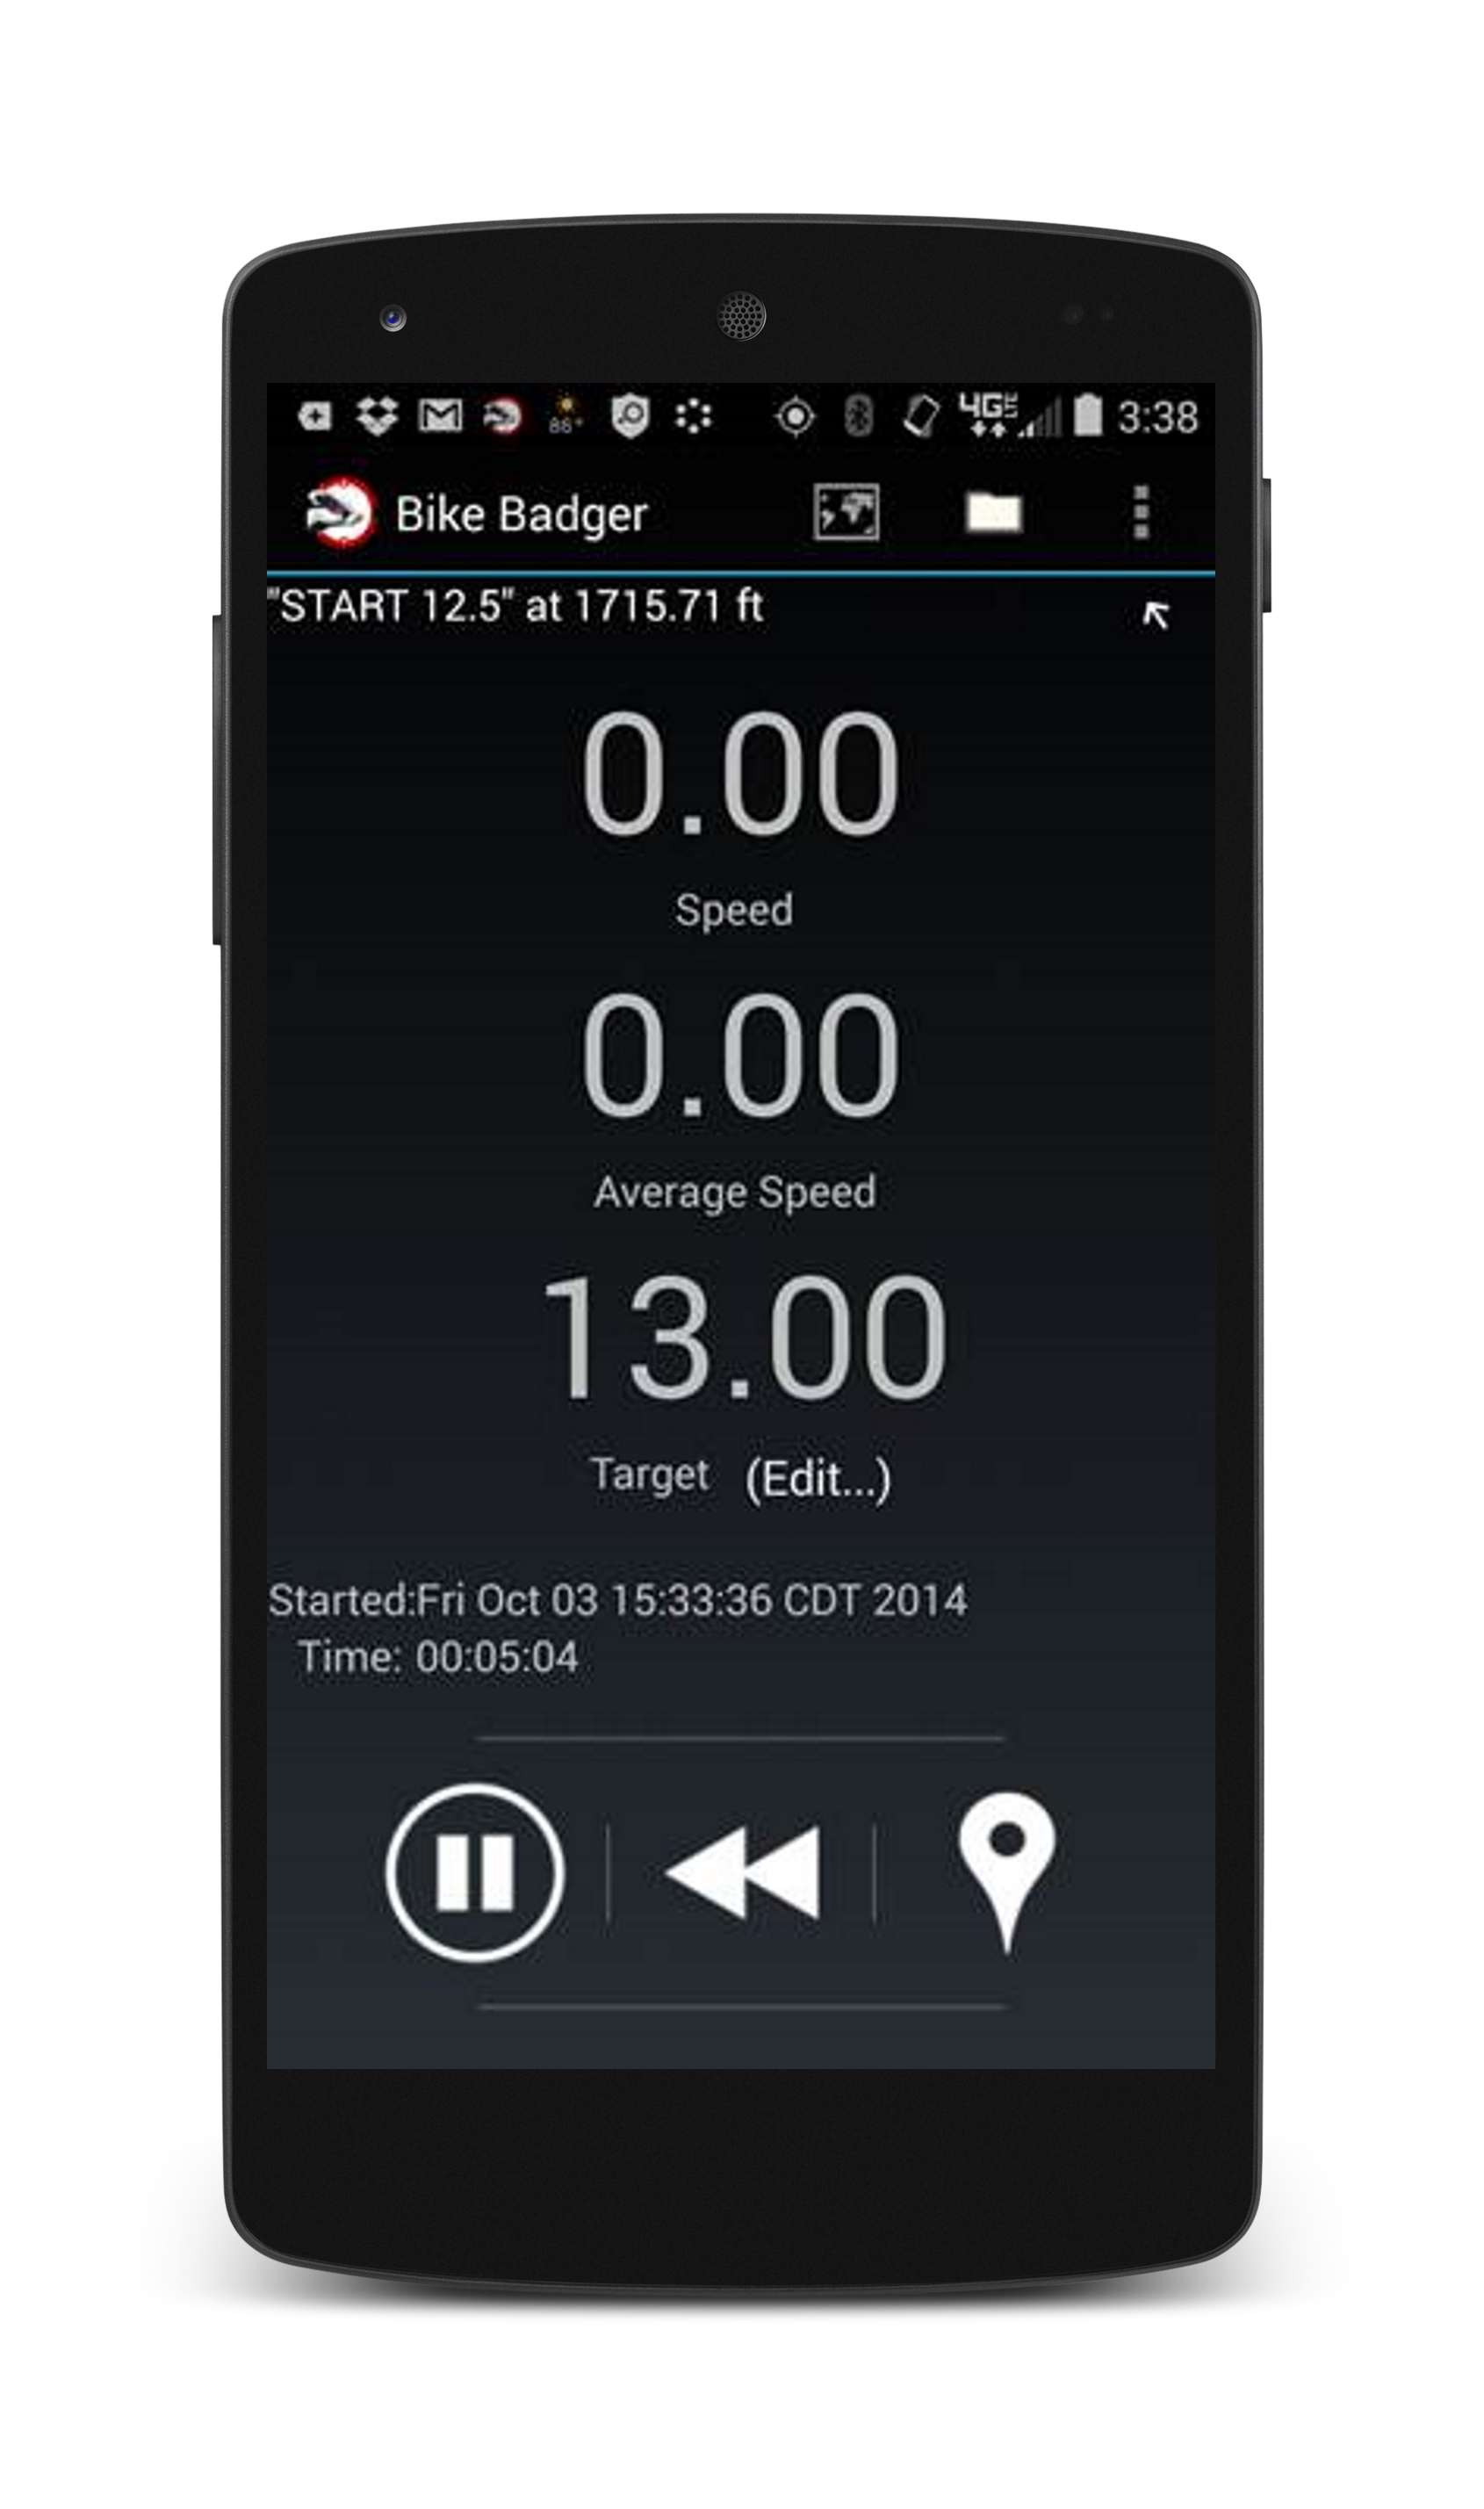 86°
4G LTE
3:38
Bike Badger
"START 12.5" at 1715.71 ft
0.00
Speed
0.00
Average Speed
13.00
Target (Edit...)
Started:Fri Oct 03 15:33:36 CDT 2014
Time: 00:05:04